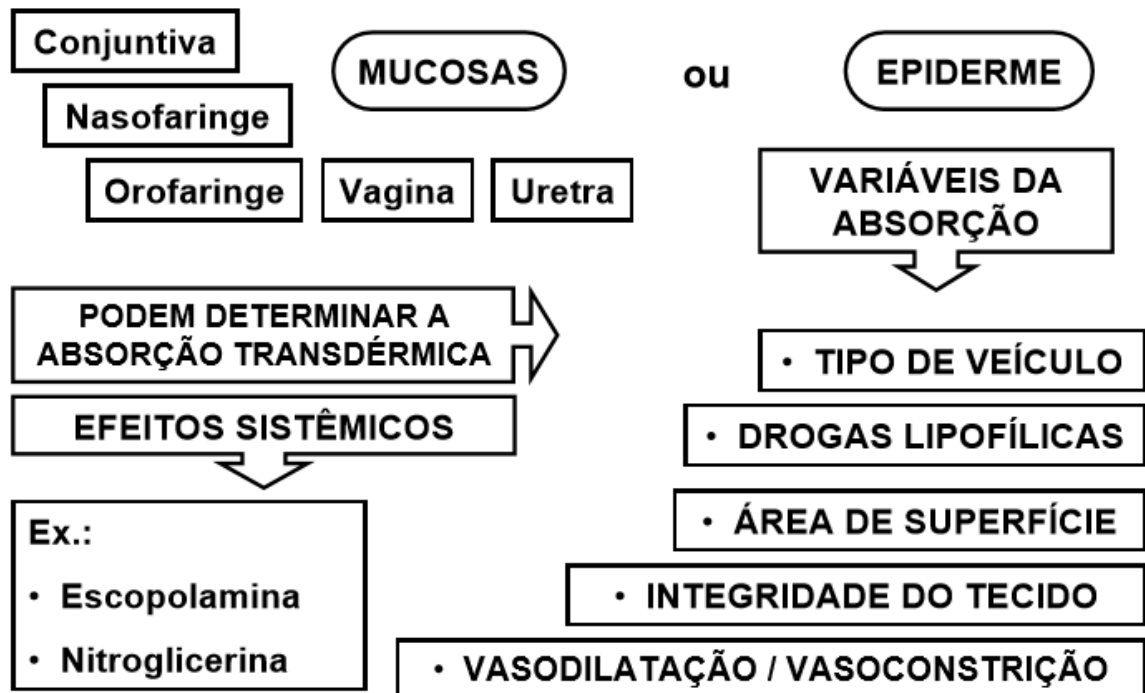 Conjuntiva
MUCOSAS ou EPIDERME
Nasofaringe
Orofaringe Vagina Uretra
VARIÁVEIS DA
ABSORÇÃO
PODEM DETERMINAR A
ABSORÇÃO TRANSDÉRMICA
EFEITOS SISTÊMICOS
Ex.:
• Escopolamina
• Nitroglicerina
• TIPO DE VEÍCULO
• DROGAS LIPOFÍLICAS
• ÁREA DE SUPERFÍCIE
• INTEGRIDADE DO TECIDO
• VASODILATAÇÃO / VASOCONSTRIÇÃO